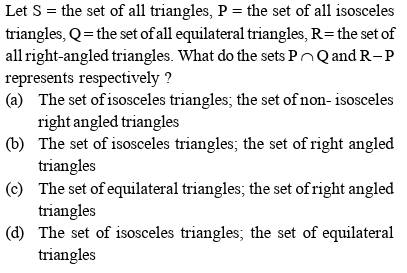 Let S = the set of all triangles, P = the set of all isosceles
triangles, Q = the set of all equilateral triangles, R = the set of
all right-angled triangles. What do the sets P ∩ Q and R – P
represents respectively ?
(a) The set of isosceles triangles; the set of non- isosceles
right angled triangles
(b) The set of isosceles triangles; the set of right angled
triangles
(c) The set of equilateral triangles; the set of right angled
triangles
(d) The set of isosceles triangles; the set of equilateral
triangles